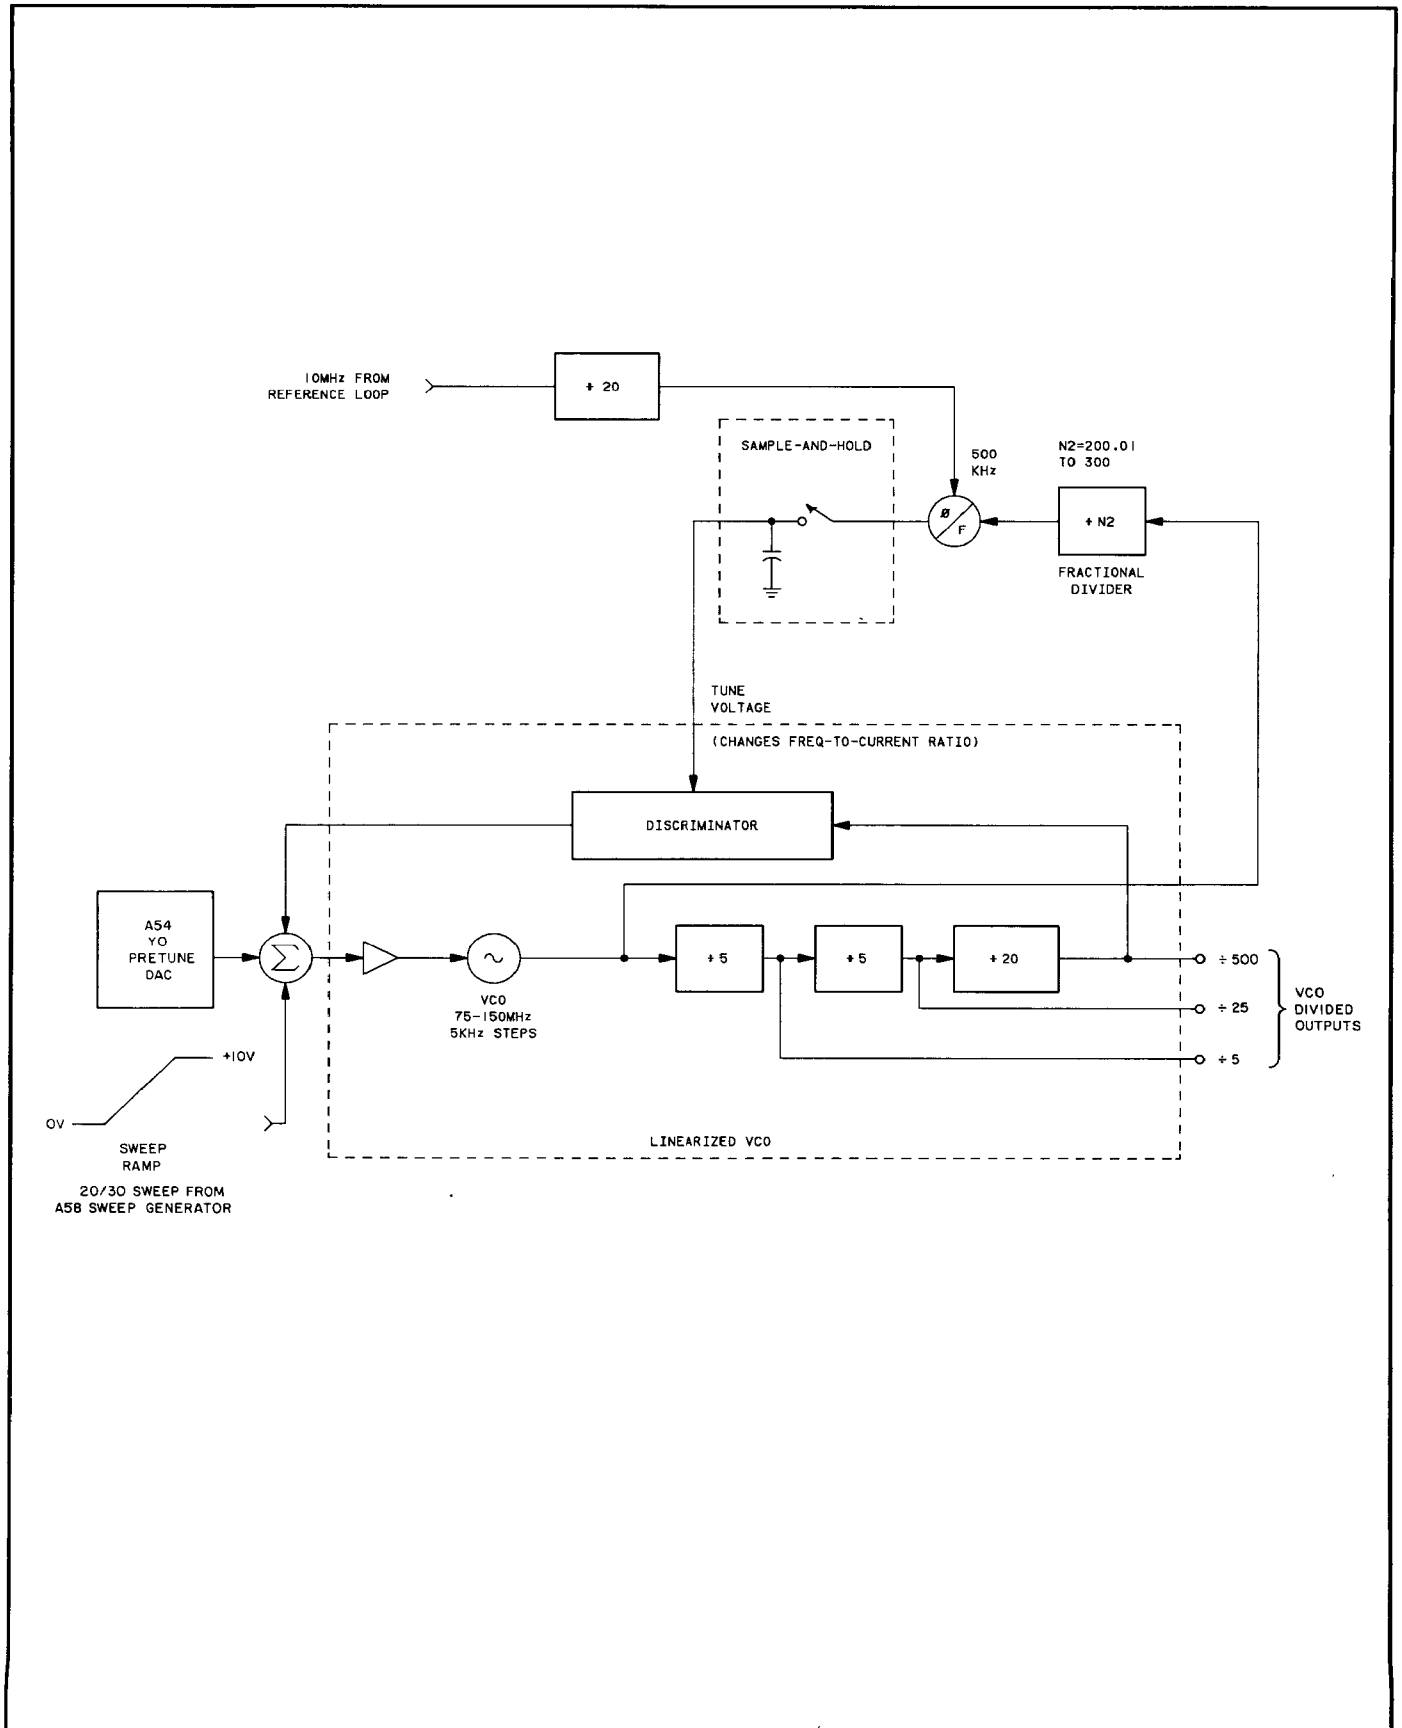 10MHz FROM
REFERENCE LOOP
÷ 20
SAMPLE-AND-HOLD
500
KHz
N2=200.01
TO 300
Ø
F
÷ N2
FRACTIONAL
DIVIDER
TUNE
VOLTAGE
(CHANGES FREQ-TO-CURRENT RATIO)
DISCRIMINATOR
A54
YO
PRETUNE
DAC
Σ
~
VCO
75-150MHz
5KHz STEPS
÷ 5
÷ 5
÷ 20
÷ 500
÷ 25
÷ 5
VCO
DIVIDED
OUTPUTS
+10V
0V
SWEEP
RAMP
20/30 SWEEP FROM
A58 SWEEP GENERATOR
LINEARIZED VCO